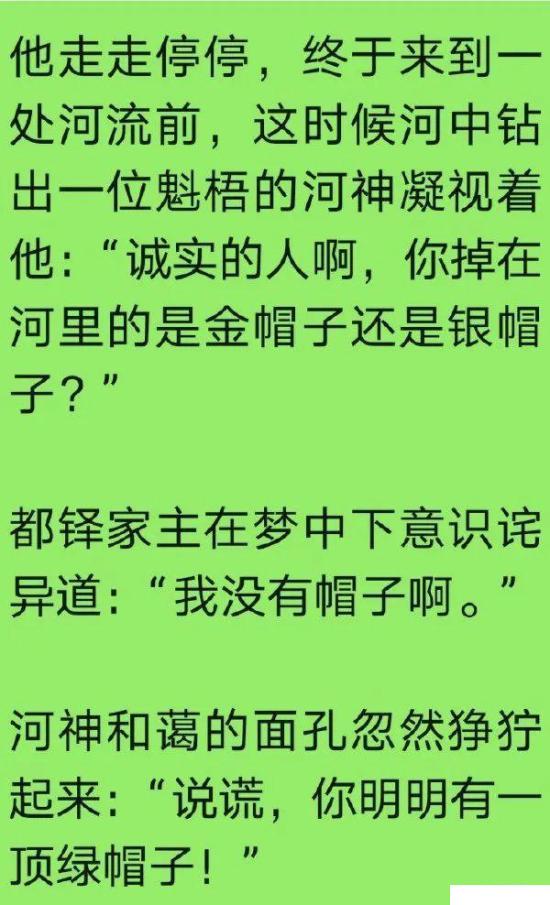 他走走停停，终于来到一
处河流前，这时候河中钻
出一位魁梧的河神凝视着
他：“诚实的人啊，你掉在
河里的是金帽子还是银帽
子？”
都铎家主在梦中下意识诧
异道：“我没有帽子啊。”
河神和蔼的面孔忽然狰狞
起来：“说谎，你明明有一
顶绿帽子！”